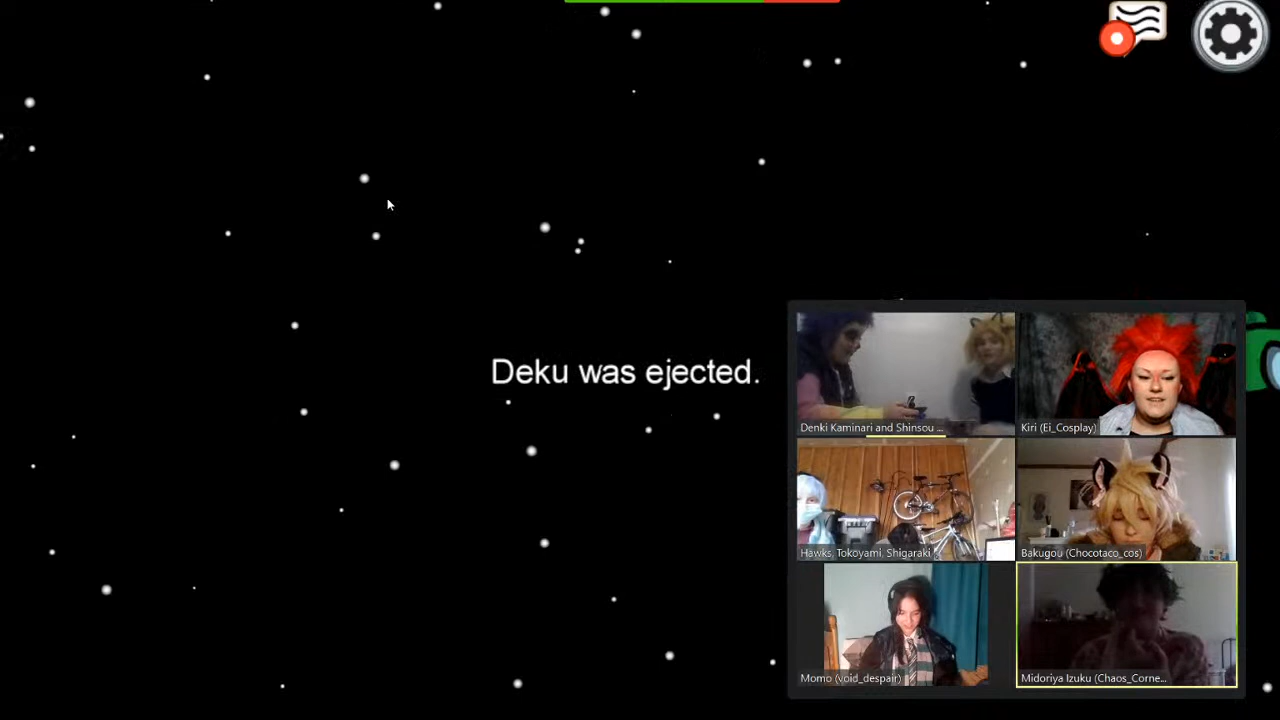 Deku was ejected.
Denki Kaminari and Shinsou ...
Kiri (Ei_Cosplay)
Hawks, Tokoyami, Shigaraki
Bakugou (Chocotaco_cos)
Momo (void_despair)
Midoriya Izuku (Chaos_Corne...